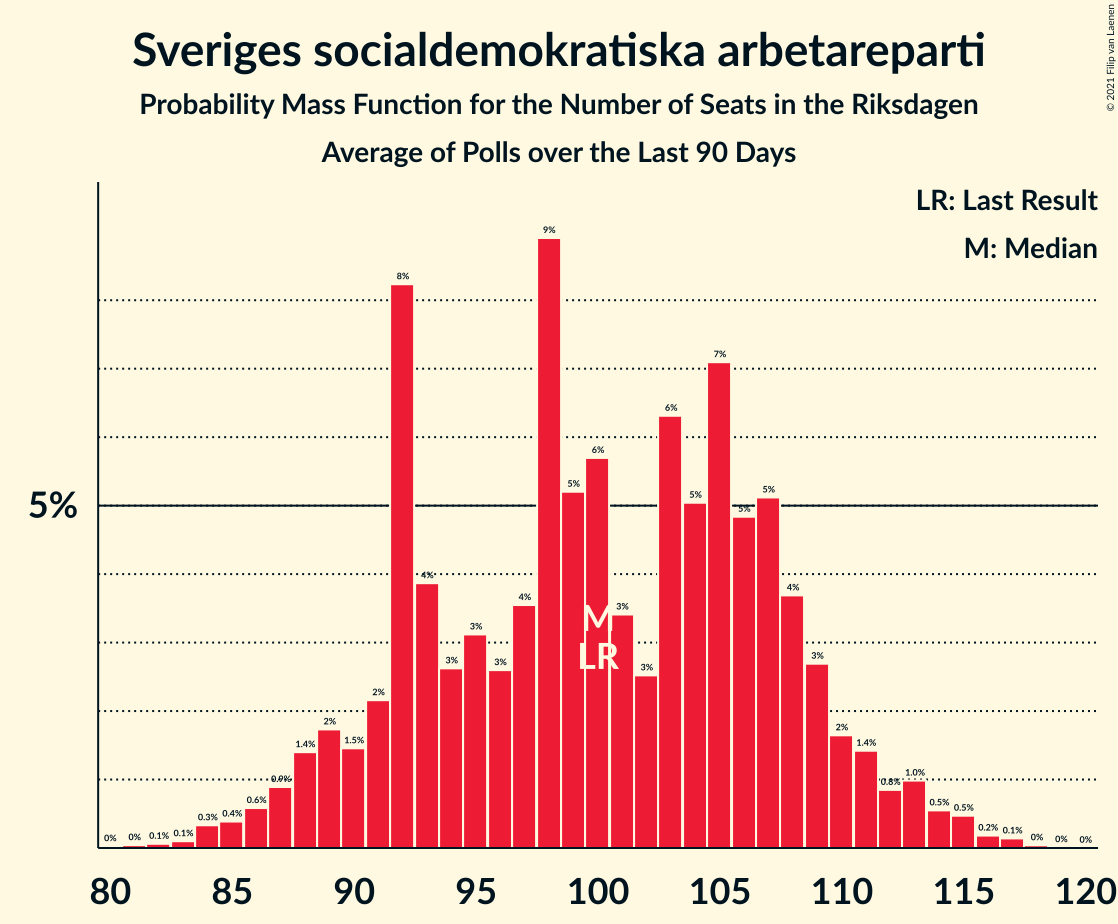 Sveriges socialdemokratiska arbetareparti
Probability Mass Function for the Number of Seats in the Riksdagen
Average of Polls over the Last 90 Days
© 2021 Filip van Laenen
LR: Last Result
M: Median
5%
0% 0% 0.1% 0.1% 0.3% 0.4% 0.6% 0.9% 1.4% 2% 1.5% 2% 8% 4% 3% 3% 3% 4% 9% 5% 6% 3% 3% 6% 5% 7% 5% 5% 4% 3% 2% 1.4% 0.8% 1.0% 0.5% 0.5% 0.2% 0.1% 0% 0% 0%
M
LR
80 85 90 95 100 105 110 115 120